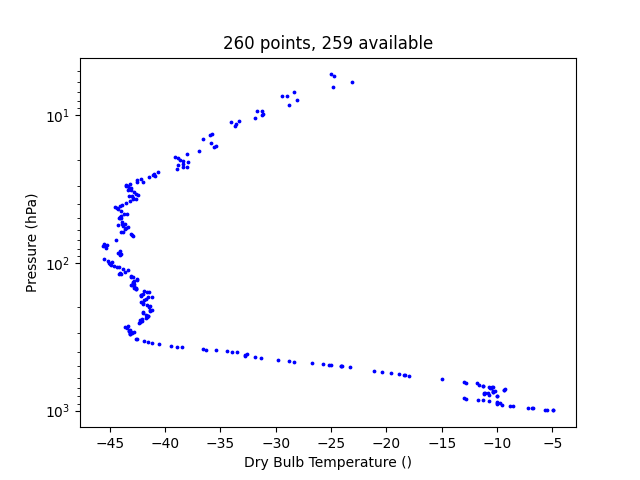 260 points, 259 available
10¹
10²
10³
Pressure (hPa)
−45 −40 −35 −30 −25 −20 −15 −10 −5
Dry Bulb Temperature ()